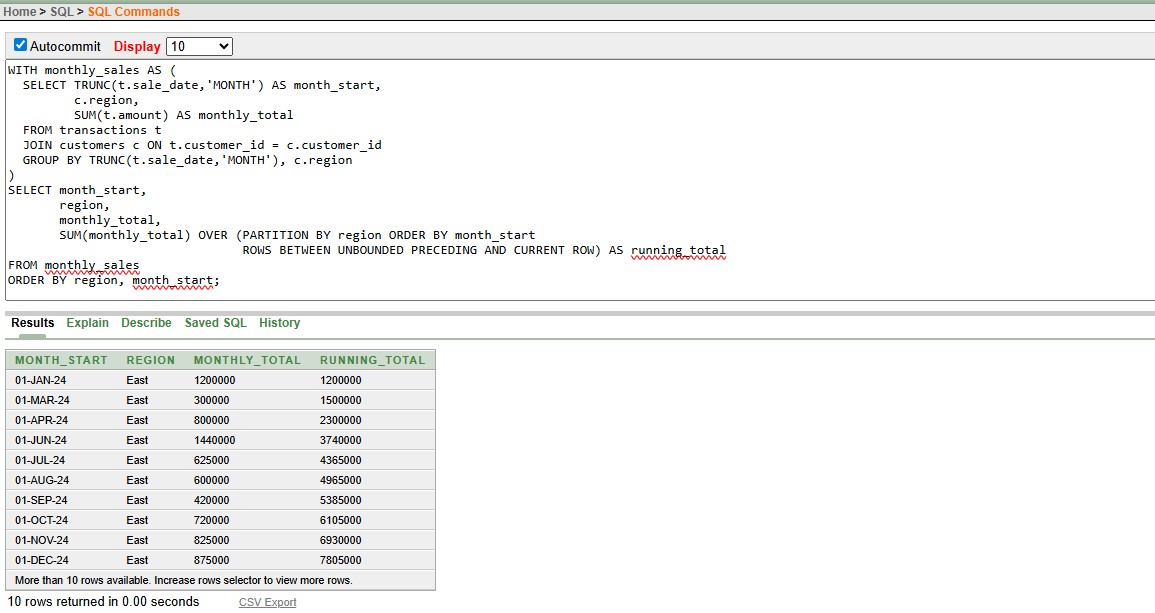 Home > SQL > SQL Commands
Autocommit Display 10
WITH monthly_sales AS (
SELECT TRUNC(t.sale_date,'MONTH') AS month_start,
c.region,
SUM(t.amount) AS monthly_total
FROM transactions t
JOIN customers c ON t.customer_id = c.customer_id
GROUP BY TRUNC(t.sale_date,'MONTH'), c.region
)
SELECT month_start,
region,
monthly_total,
SUM(monthly_total) OVER (PARTITION BY region ORDER BY month_start
ROWS BETWEEN UNBOUNDED PRECEDING AND CURRENT ROW) AS running_total
FROM monthly_sales
ORDER BY region, month_start;
Results Explain Describe Saved SQL History
MONTH_START REGION MONTHLY_TOTAL RUNNING_TOTAL
01-JAN-24 East 1200000 1200000
01-MAR-24 East 300000 1500000
01-APR-24 East 800000 2300000
01-JUN-24 East 1440000 3740000
01-JUL-24 East 625000 4365000
01-AUG-24 East 600000 4965000
01-SEP-24 East 420000 5385000
01-OCT-24 East 720000 6105000
01-NOV-24 East 825000 6930000
01-DEC-24 East 875000 7805000
More than 10 rows available. Increase rows selector to view more rows.
10 rows returned in 0.00 seconds CSV Export